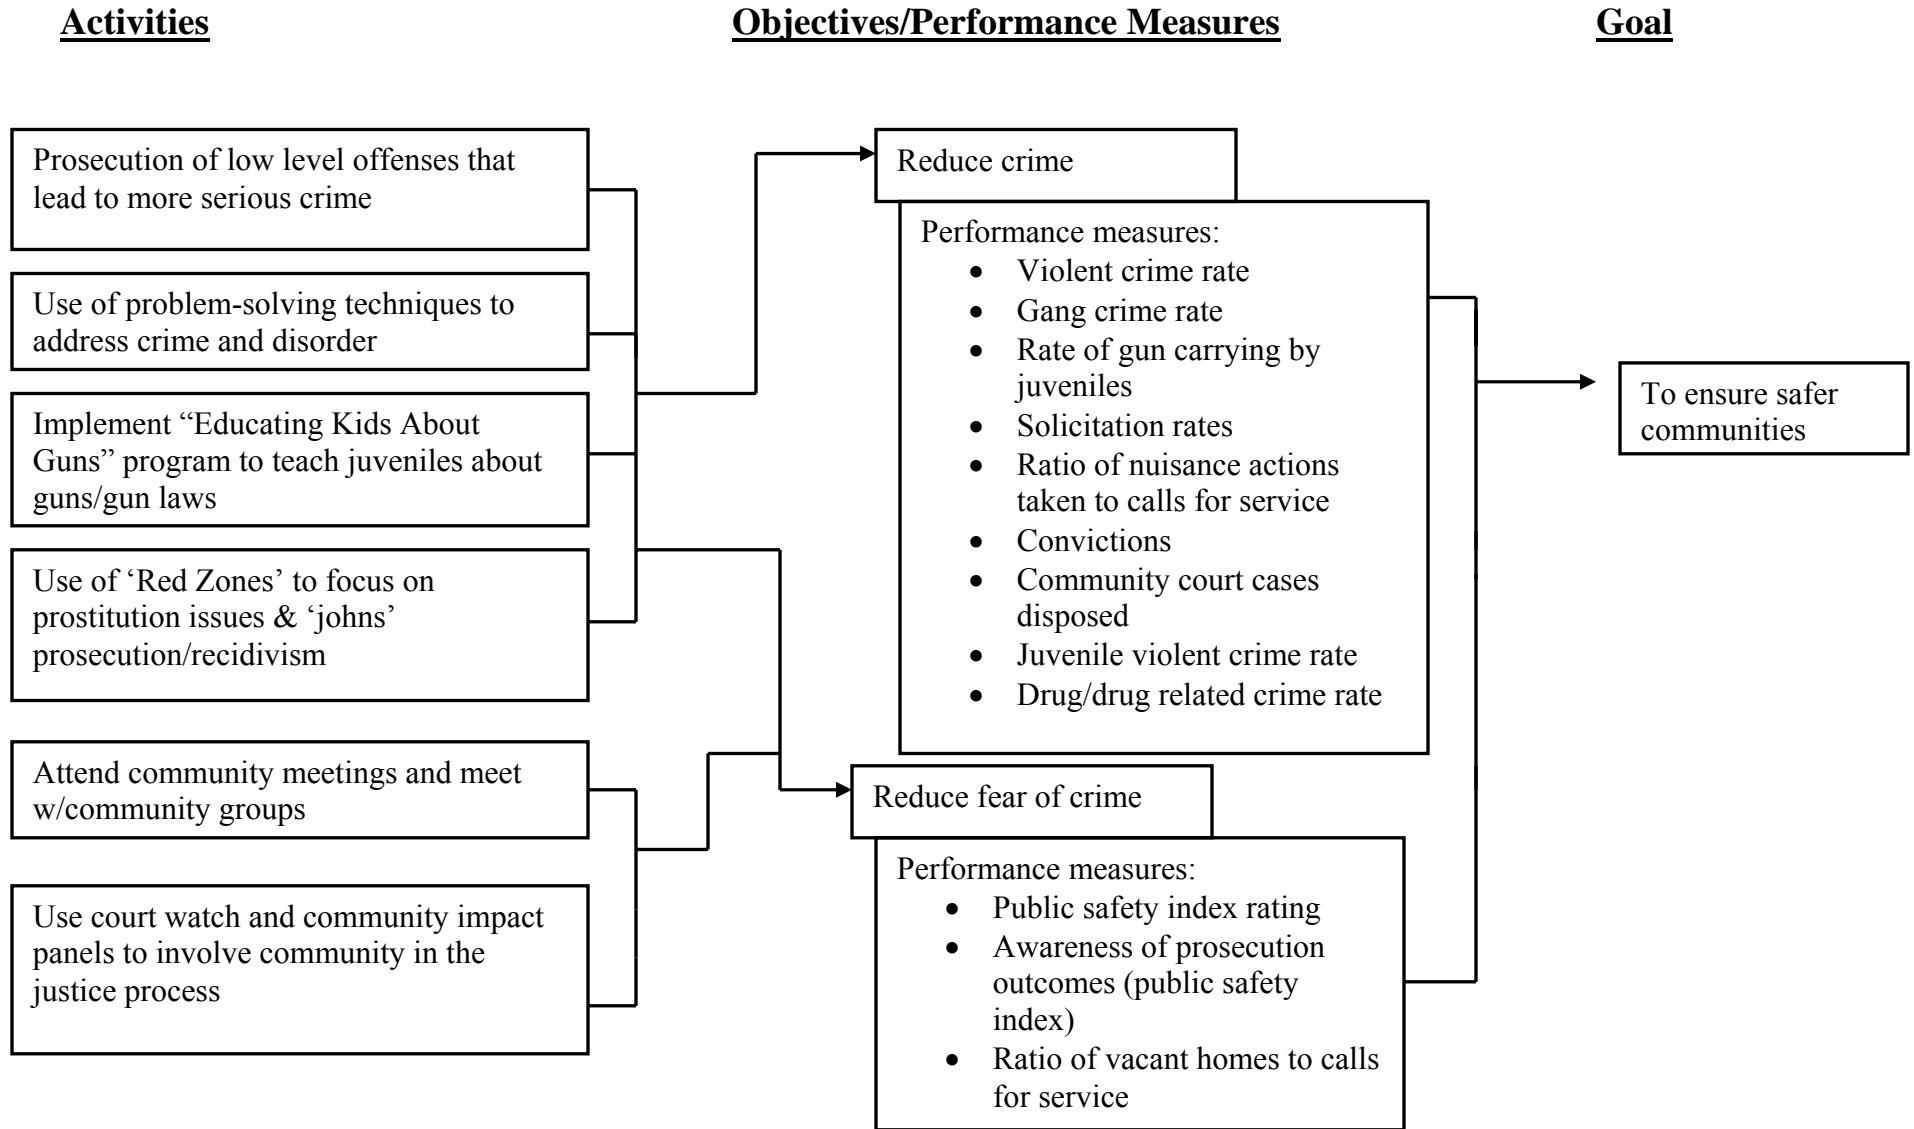 Activities
Objectives/Performance Measures
Goal
Prosecution of low level offenses that
lead to more serious crime
Use of problem-solving techniques to
address crime and disorder
Implement “Educating Kids About
Guns” program to teach juveniles about
guns/gun laws
Use of ‘Red Zones’ to focus on
prostitution issues & ‘johns’
prosecution/recidivism
Attend community meetings and meet
w/community groups
Use court watch and community impact
panels to involve community in the
justice process
Reduce crime
Performance measures:
• Violent crime rate
• Gang crime rate
• Rate of gun carrying by
juveniles
• Solicitation rates
• Ratio of nuisance actions
taken to calls for service
• Convictions
• Community court cases
disposed
• Juvenile violent crime rate
• Drug/drug related crime rate
Reduce fear of crime
Performance measures:
• Public safety index rating
• Awareness of prosecution
outcomes (public safety
index)
• Ratio of vacant homes to calls
for service
To ensure safer
communities